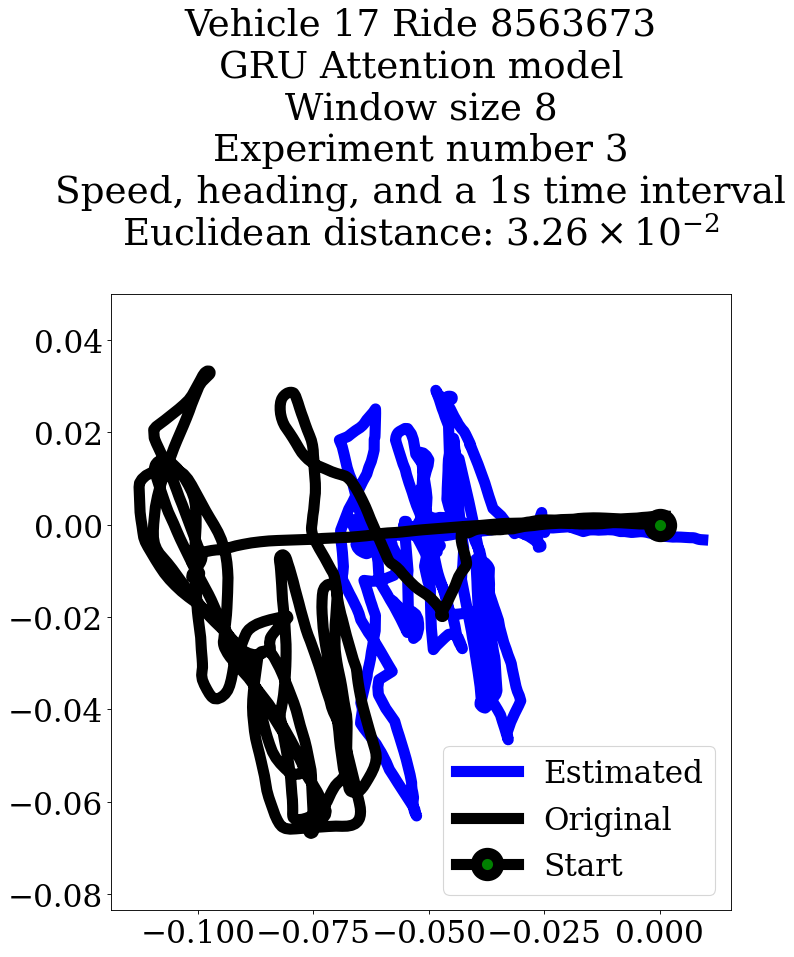 Vehicle 17 Ride 8563673
GRU Attention model
Window size 8
Experiment number 3
Speed, heading, and a 1s time interval
Euclidean distance: 3.26 × 10⁻²
0.04
0.02
0.00
−0.02
−0.04
−0.06
−0.08
−0.100 −0.075 −0.050 −0.025 0.000
Estimated
Original
Start